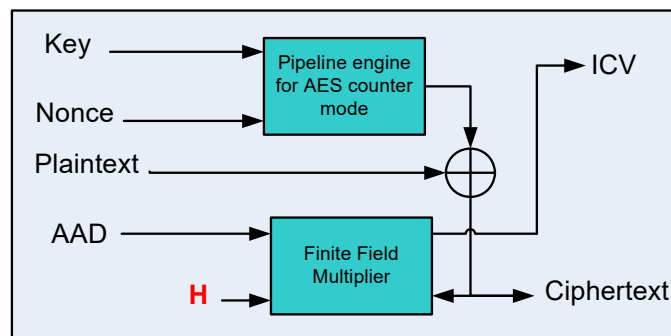 Key
Pipeline engine
for AES counter
mode
ICV
Nonce
Plaintext
AAD
Finite Field
Multiplier
H
Ciphertext